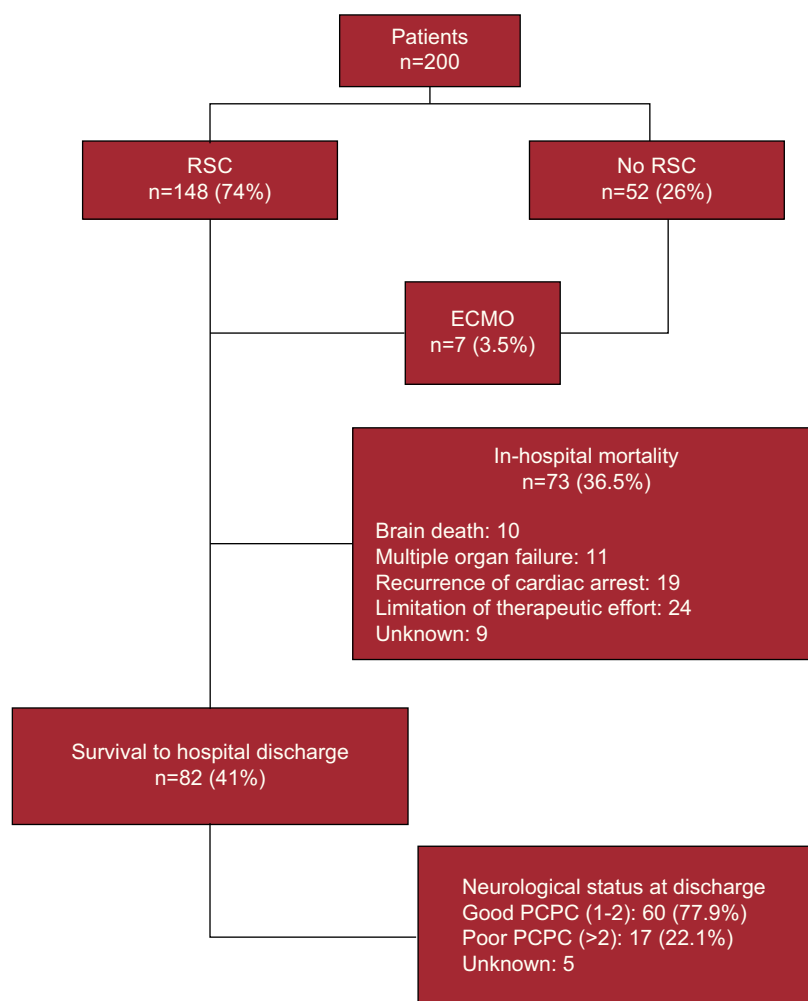 Patients
n=200
RSC
n=148 (74%)
No RSC
n=52 (26%)
ECMO
n=7 (3.5%)
In-hospital mortality
n=73 (36.5%)
Brain death: 10
Multiple organ failure: 11
Recurrence of cardiac arrest: 19
Limitation of therapeutic effort: 24
Unknown: 9
Survival to hospital discharge
n=82 (41%)
Neurological status at discharge
Good PCPC (1-2): 60 (77.9%)
Poor PCPC (>2): 17 (22.1%)
Unknown: 5